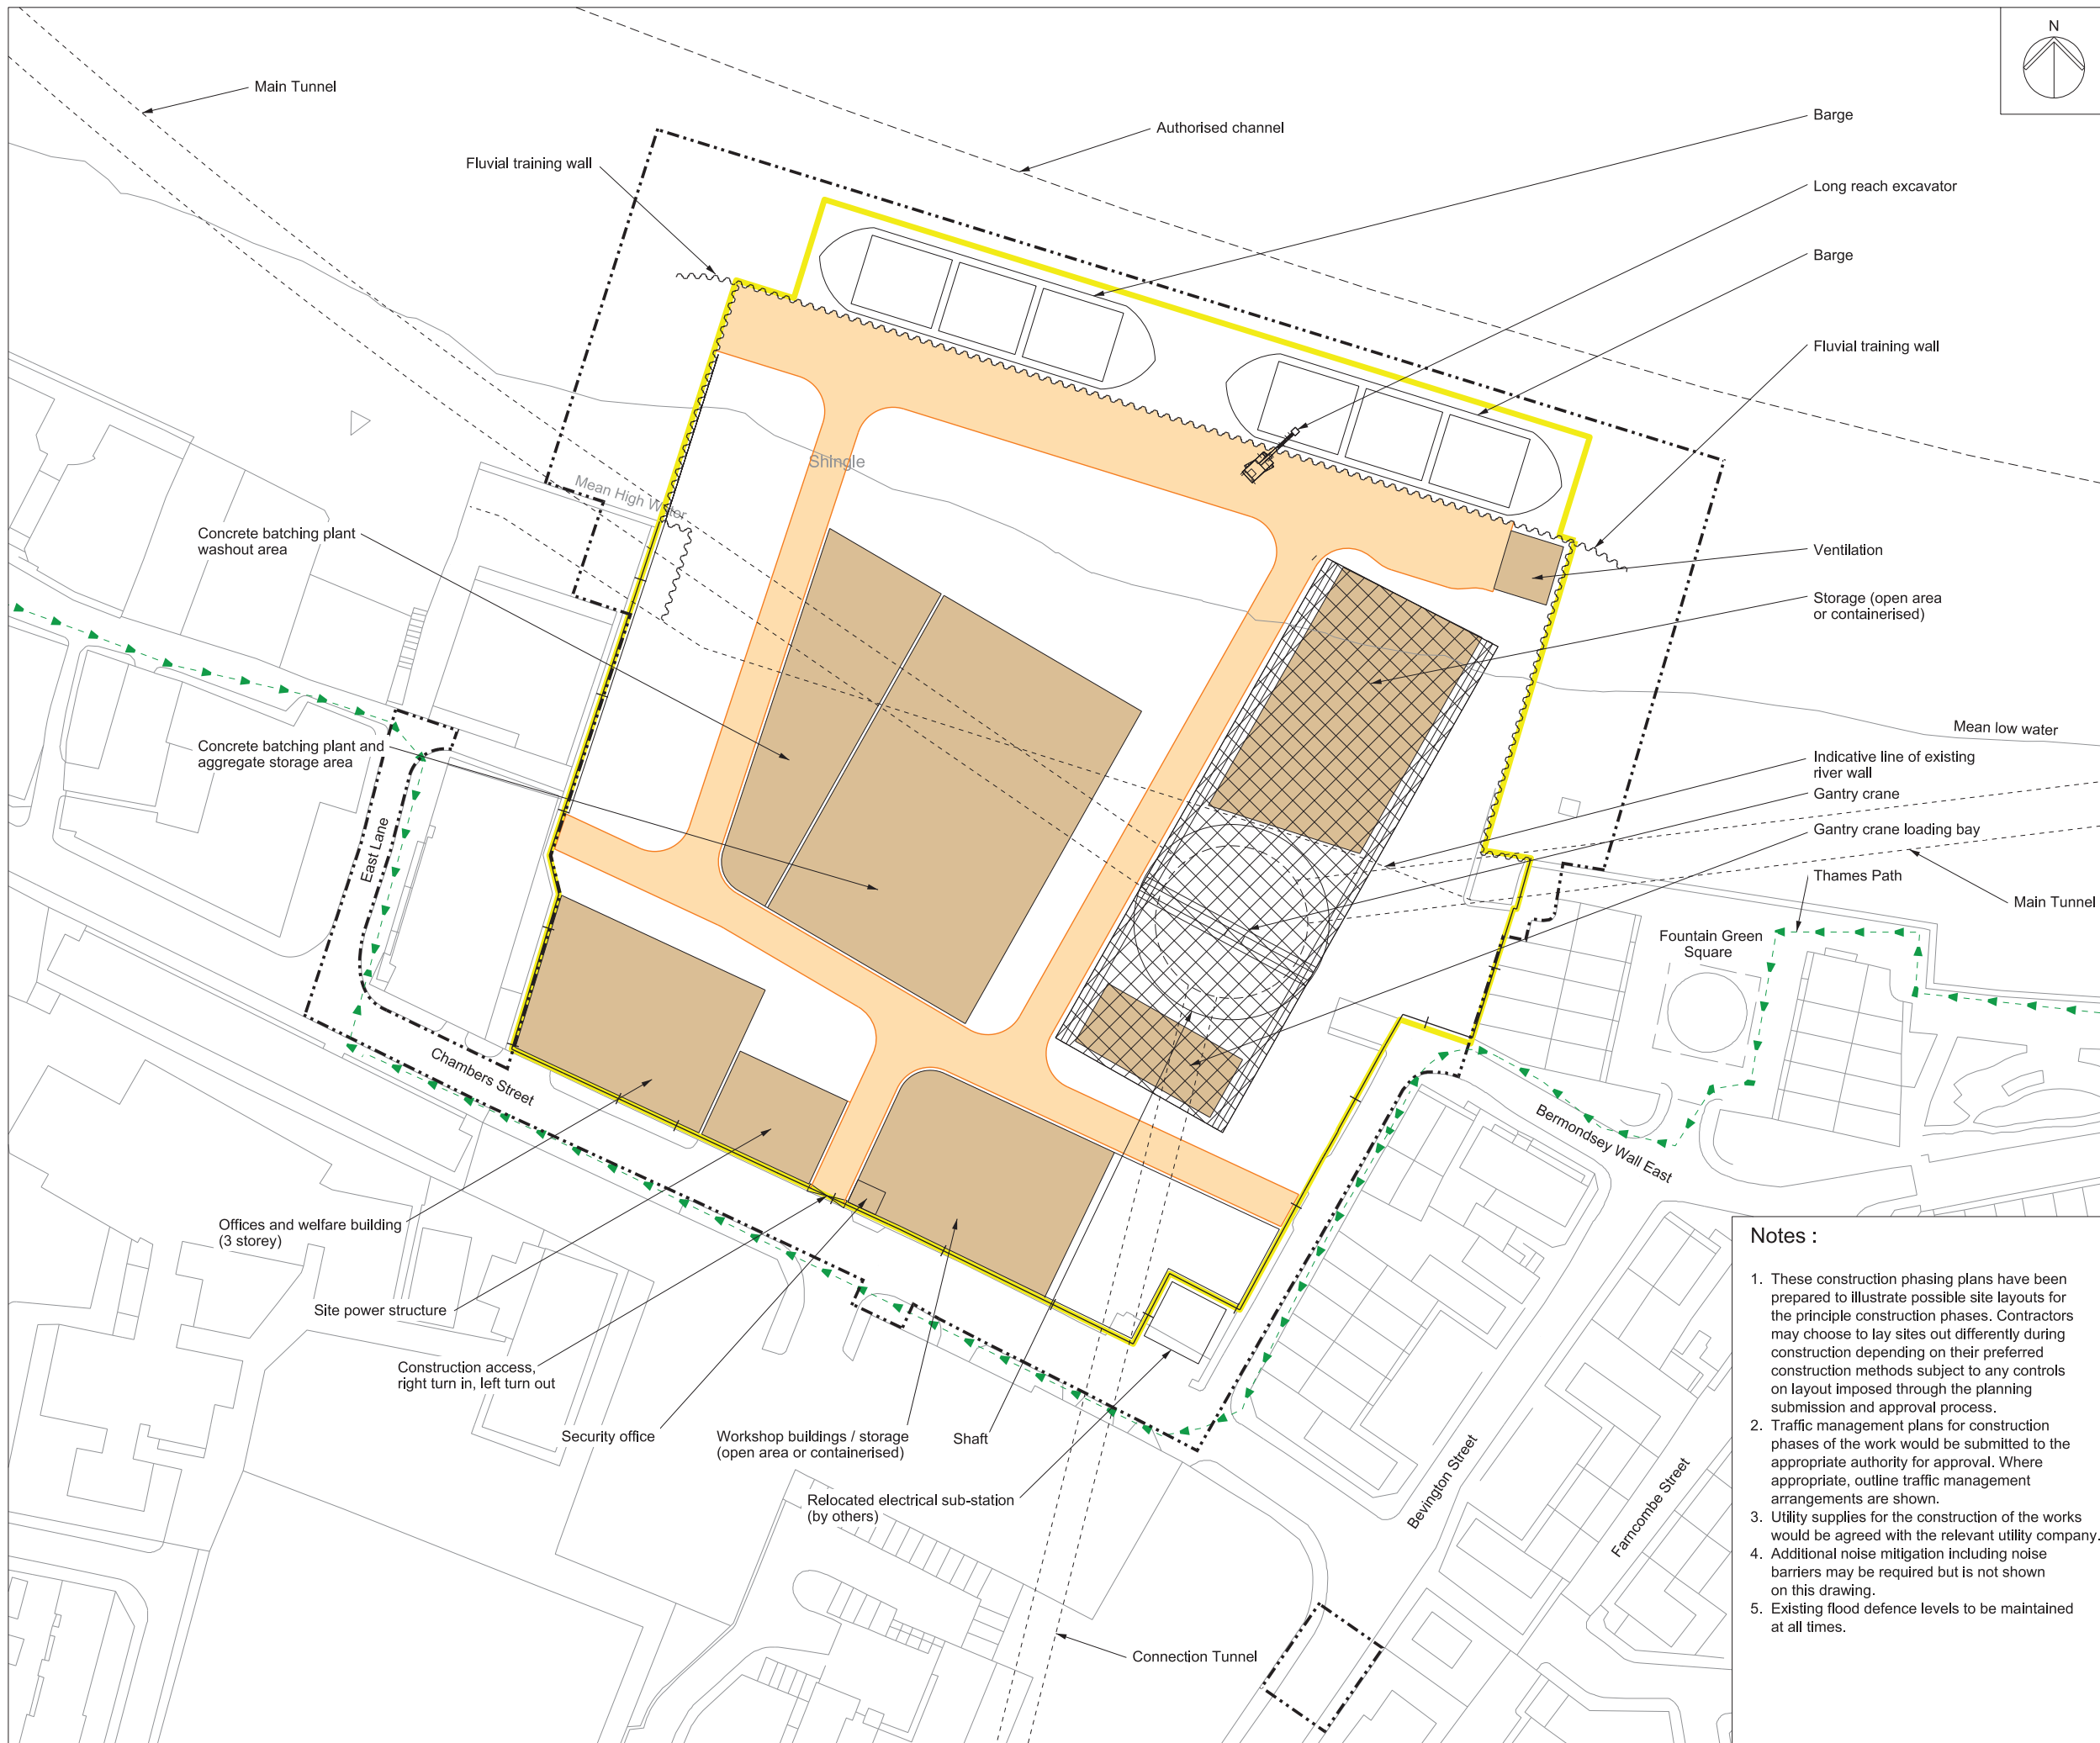 N
Main Tunnel
Authorised channel
Barge
Fluvial training wall
Long reach excavator
Barge
Fluvial training wall
Shingle
Mean High Water
Concrete batching plant
washout area
Ventilation
Storage (open area
or containerised)
Mean low water
Concrete batching plant and
aggregate storage area
Indicative line of existing
river wall
Gantry crane
Gantry crane loading bay
East Lane
Thames Path
Main Tunnel
Fountain Green
Square
Chambers Street
Bermondsey Wall East
Offices and welfare building
(3 storey)
Site power structure
Construction access,
right turn in, left turn out
Security office
Workshop buildings / storage
(open area or containerised)
Shaft
Relocated electrical sub-station
(by others)
Bevington Street
Farncombe Street
Connection Tunnel
Notes :
1. These construction phasing plans have been
prepared to illustrate possible site layouts for
the principle construction phases. Contractors
may choose to lay sites out differently during
construction depending on their preferred
construction methods subject to any controls
on layout imposed through the planning
submission and approval process.
2. Traffic management plans for construction
phases of the work would be submitted to the
appropriate authority for approval. Where
appropriate, outline traffic management
arrangements are shown.
3. Utility supplies for the construction of the works
would be agreed with the relevant utility company.
4. Additional noise mitigation including noise
barriers may be required but is not shown
on this drawing.
5. Existing flood defence levels to be maintained
at all times.